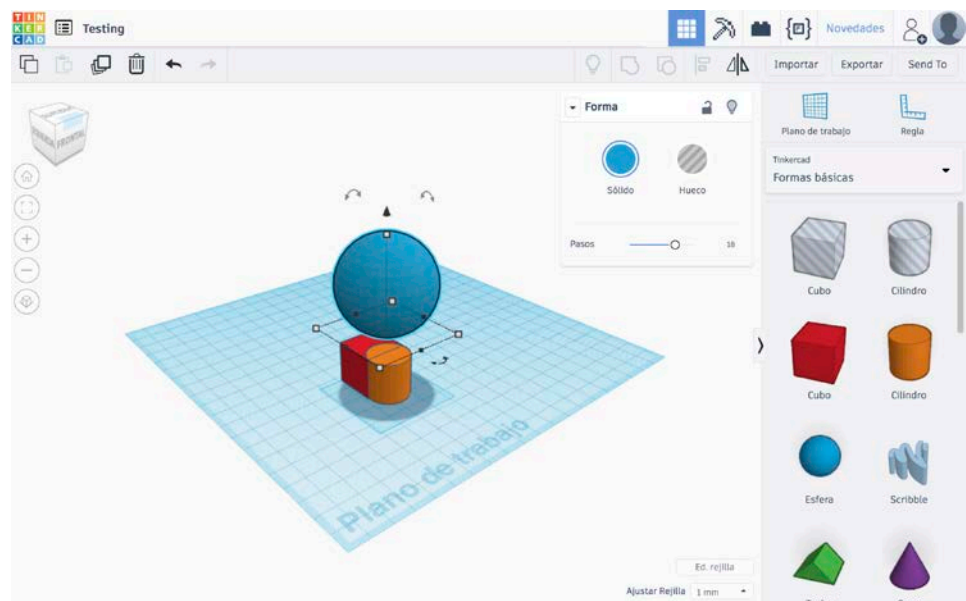 TIN
KER
CAD
Testing
Novedades
Importar
Exportar
Send To
FRONTAL
Forma
Sólido
Hueco
Pasos
Plano de trabajo
Regla
Tinkercad
Formas básicas
Cubo
Cilindro
Cubo
Cilindro
Esfera
Scribble
Plano de trabajo
Ed. rejilla
Ajustar Rejilla
1 mm